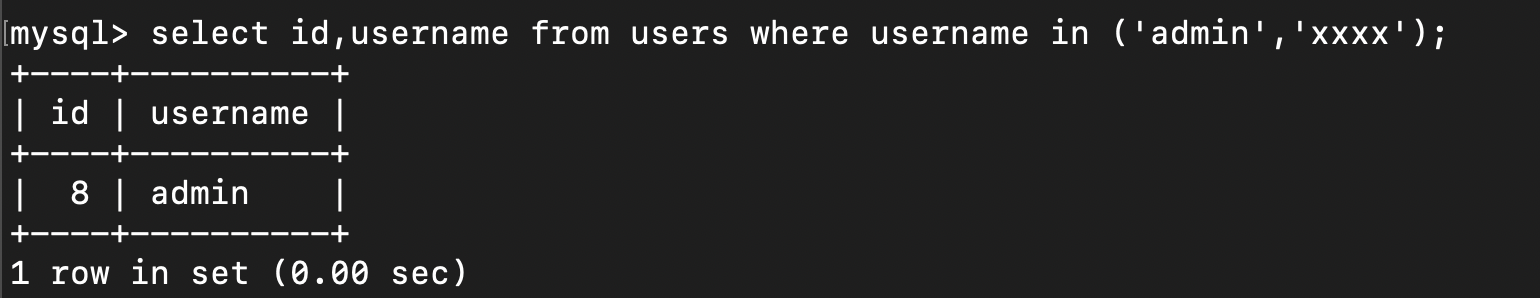 [mysql> select id,username from users where username in ('admin','xxxx');
+----+----------+
| id | username |
+----+----------+
|  8 | admin    |
+----+----------+
1 row in set (0.00 sec)